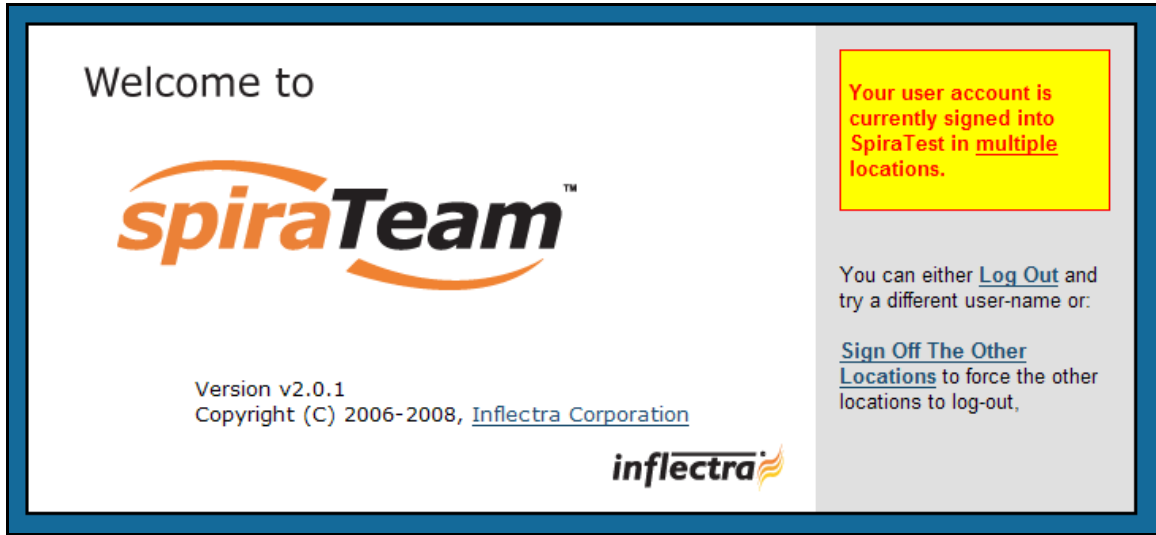 Welcome to
spiraTeam™
Version v2.0.1
Copyright (C) 2006-2008, Inflectra Corporation
inflectra
Your user account is
currently signed into
SpiraTest in multiple
locations.
You can either Log Out and
try a different user-name or:
Sign Off The Other
Locations to force the other
locations to log-out,